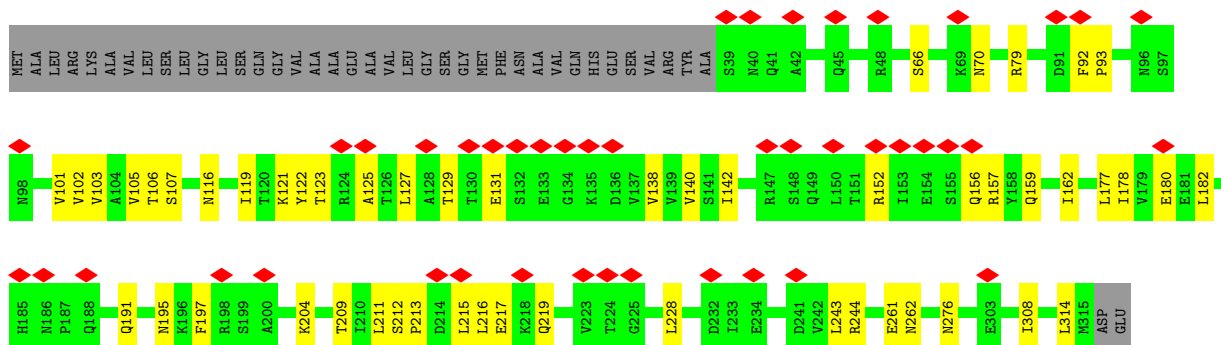 MET ALA LEU ARG LYS ALA VAL LEU SER LEU GLY LEU SER GLN GLY VAL ALA ALA GLU ALA VAL LEU GLY SER GLY MET PHE ASN ALA VAL GLN HIS GLU SER VAL ARG TYR ALA S39 N40 Q41 A42 Q45 R48 S66 K69 N70 R79 D91 F92 P93 N96 S97
N98 V101 V102 V103 A104 V105 T106 S107 N116 I119 T120 K121 Y122 T123 R124 A125 T126 L127 A128 T129 T130 E131 S132 E133 G134 K135 D136 V137 V138 V139 V140 S141 I142 R147 S148 Q149 L150 T151 R152 I153 E154 S155 Q156 R157 Y158 Q159 I162 L177 I178 V179 E180 E181 L182
H185 N186 P187 Q188 Q191 N195 K196 F197 R198 S199 A200 K204 T209 I210 L211 S212 P213 D214 L215 L216 E217 K218 Q219 V223 T224 G225 L228 D232 I233 E234 D241 V242 L243 R244 E261 N262 N276 E303 I308 L314 M315 ASP GLU